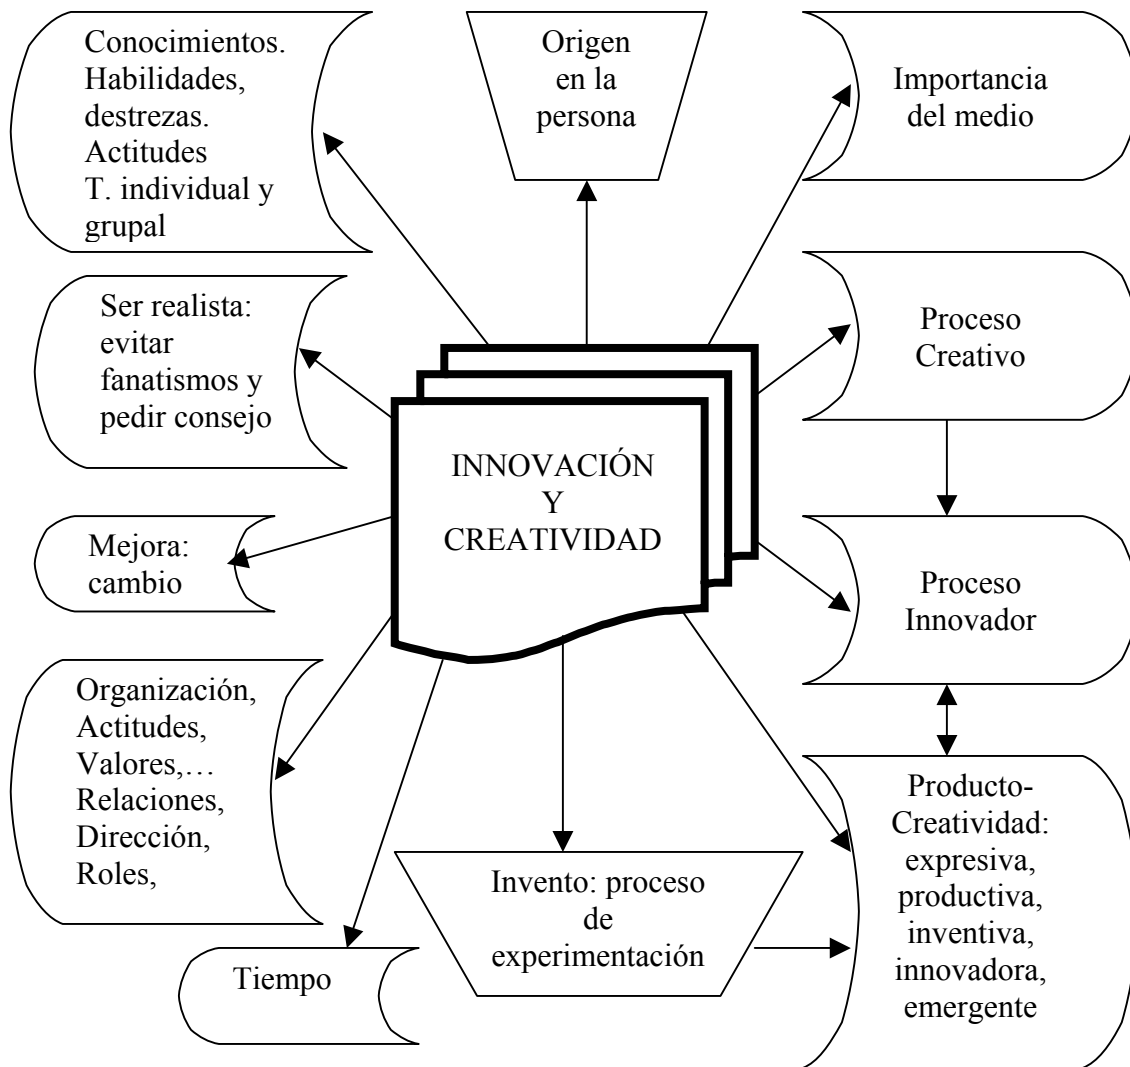 Conocimientos.
Habilidades,
destrezas.
Actitudes
T. individual y
grupal
Origen
en la
persona
Importancia
del medio
Ser realista:
evitar
fanatismos y
pedir consejo
Proceso
Creativo
INNOVACIÓN
Y
CREATIVIDAD
Mejora:
cambio
Proceso
Innovador
Organización,
Actitudes,
Valores,…
Relaciones,
Dirección,
Roles,
Invento: proceso
de
experimentación
Producto-
Creatividad:
expresiva,
productiva,
inventiva,
innovadora,
emergente
Tiempo